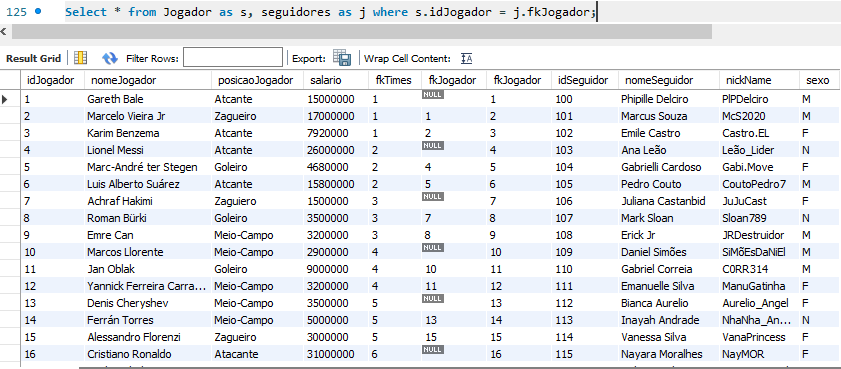 125 Select * from Jogador as s, seguidores as j where s.idJogador = j.fkJogador;
Result Grid Filter Rows: Export: Wrap Cell Content: IA
idJogador nomeJogador posicaoJogador salario fkTimes fkJogador fkJogador idSeguidor nomeSeguidor nickName sexo
1 Gareth Bale Atcante 15000000 1 NULL 1 100 Phipille Delciro PlPDelciro M
2 Marcelo Vieira Jr Zagueiro 17000000 1 1 2 101 Marcus Souza McS2020 M
3 Karim Benzema Atcante 7920000 1 2 3 102 Emile Castro Castro.EL F
4 Lionel Messi Atcante 26000000 2 NULL 4 103 Ana Leão Leão_Lider N
5 Marc-André ter Stegen Goleiro 4680000 2 4 5 104 Gabrielli Cardoso Gabi.Move F
6 Luis Alberto Suárez Atcante 15800000 2 5 6 105 Pedro Couto CoutoPedro7 M
7 Achraf Hakimi Zaguiero 1500000 3 NULL 7 106 Juliana Castanbid JuJuCast F
8 Roman Bürki Goleiro 3500000 3 7 8 107 Mark Sloan Sloan789 N
9 Emre Can Meio-Campo 3200000 3 8 9 108 Erick Jr JRDestruidor M
10 Marcos Llorente Meio-Campo 2900000 4 NULL 10 109 Daniel Simões SiMõEsDaNiEl M
11 Jan Oblak Goleiro 9000000 4 10 11 110 Gabriel Correia C0RR314 M
12 Yannick Ferreira Carra... Meio-Campo 3200000 4 11 12 111 Emanuelle Silva ManuGatinha F
13 Denis Cheryshev Meio-Campo 3500000 5 NULL 13 112 Bianca Aurelio Aurelio_Angel F
14 Ferrán Torres Meio-Campo 5000000 5 13 14 113 Inayah Andrade NhaNha_An... N
15 Alessandro Florenzi Zagueiro 3000000 5 15 15 114 Vanessa Silva VanaPrincess F
16 Cristiano Ronaldo Atacante 31000000 6 NULL 16 115 Nayara Moralhes NayMOR F